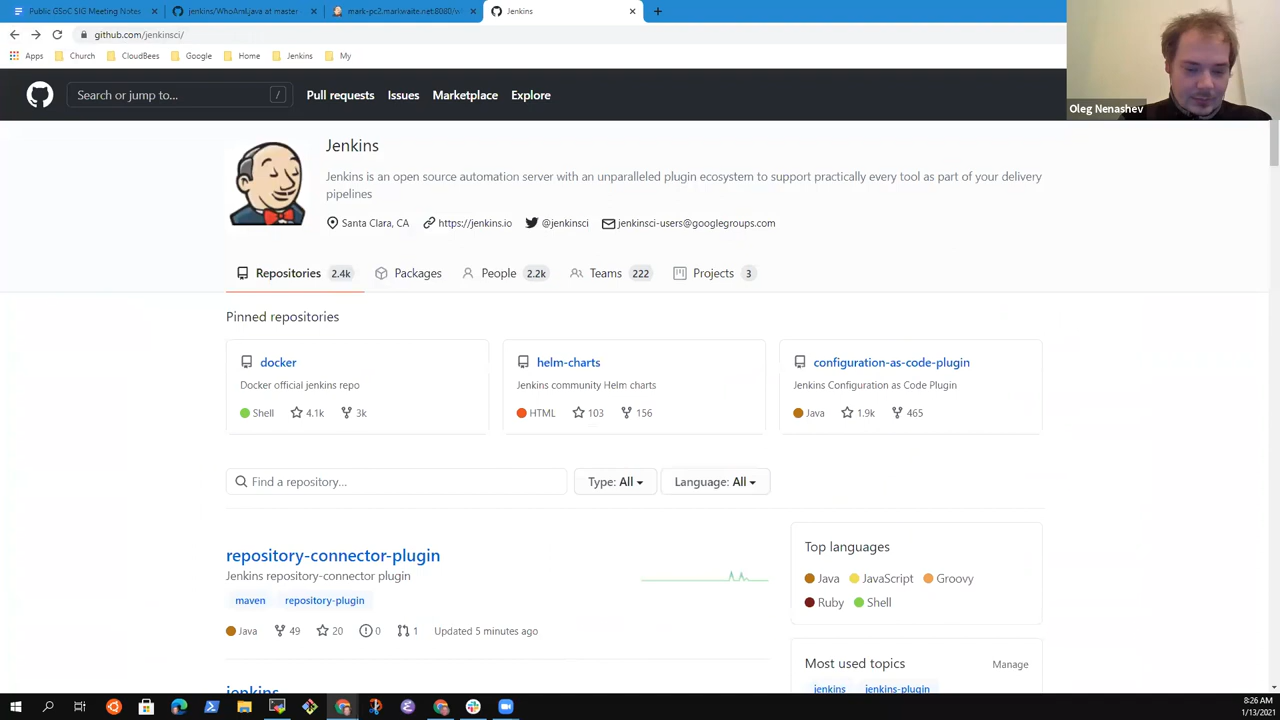 Public GSoC SIG Meeting Notes
jenkins/WhoAmI.java at master
mark-pc2.markwaite.net:8080/w
Jenkins
github.com/jenkinsci/
Apps
Church
CloudBees
Google
Home
Jenkins
My
Oleg Nenashev
Search or jump to...
/
Pull requests
Issues
Marketplace
Explore
Jenkins
Jenkins is an open source automation server with an unparalleled plugin ecosystem to support practically every tool as part of your delivery
pipelines
Santa Clara, CA
https://jenkins.io
@jenkinsci
jenkinsci-users@googlegroups.com
Repositories 2.4k
Packages
People 2.2k
Teams 222
Projects 3
Pinned repositories
docker
Docker official jenkins repo
Shell 4.1k 3k
helm-charts
Jenkins community Helm charts
HTML 103 156
configuration-as-code-plugin
Jenkins Configuration as Code Plugin
Java 1.9k 465
Find a repository...
Type: All
Language: All
repository-connector-plugin
Jenkins repository-connector plugin
maven
repository-plugin
Java 49 20 0 1 Updated 5 minutes ago
jenkins
Top languages
Java JavaScript Groovy
Ruby Shell
Most used topics
Manage
jenkins
jenkins-plugin
8:26 AM
1/13/2021